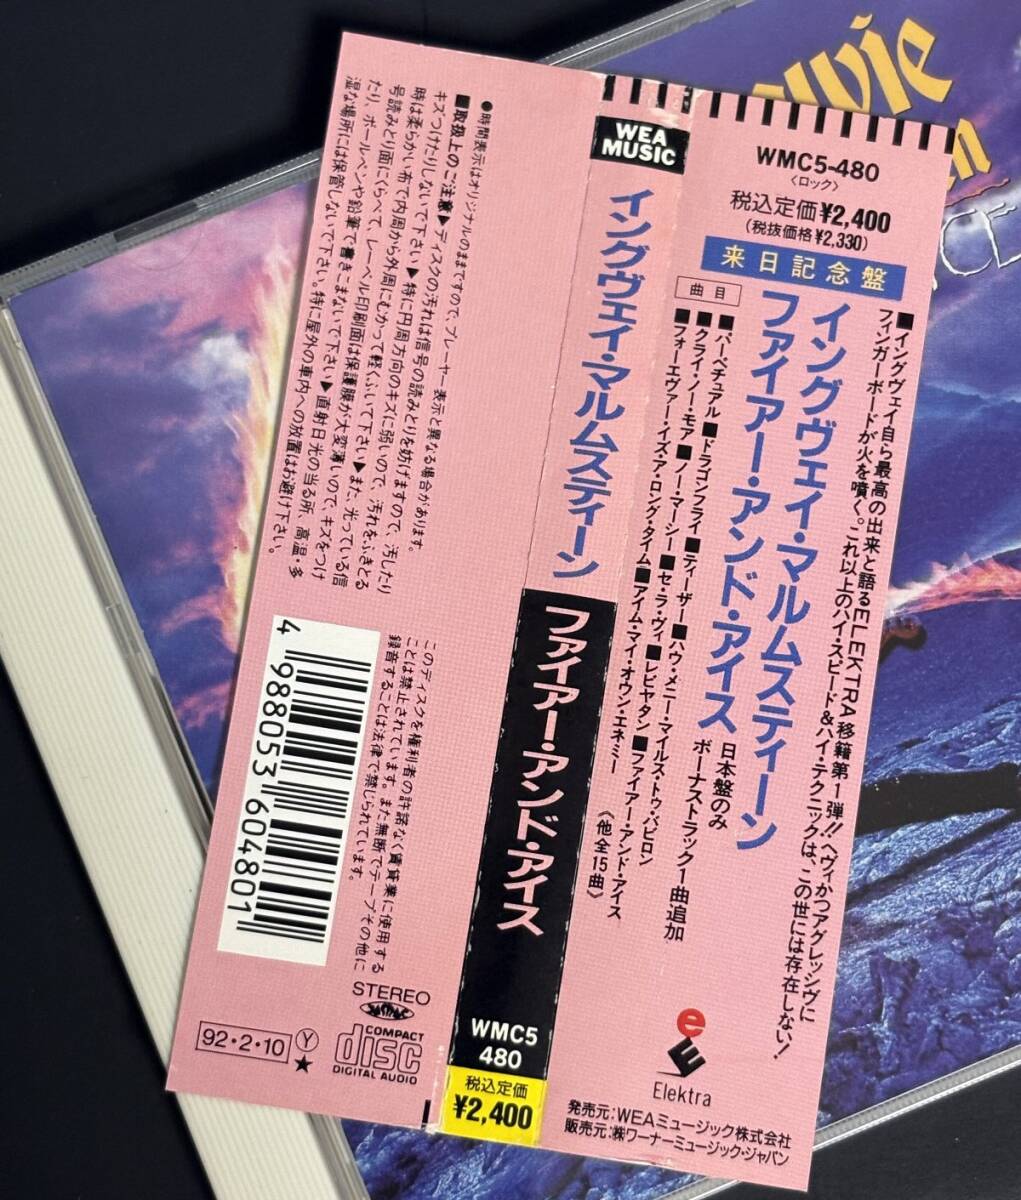 WMC5-480
〈ロック〉
税込定価¥2,400
(税抜価格¥2,330)
来日記念盤
■イングヴェイ自ら最高の出来と語るELEKTRA移籍第1弾!!ヘヴィかつアグレッシヴに
フィンガーボードが火を噴く。これ以上のハイ・スピード&ハイ・テクニックは、この世には存在しない!
イングヴェイ・マルムスティーン
ファイアー・アンド・アイス
日本盤のみ
ボーナストラック1曲追加
曲目
■パーペチュアル■ドラゴンフライ■ティーザー■ハウ・メニー・マイルス・トゥ・バビロン
■クライ・ノー・モア■ノー・マーシー■セ・ラ・ヴィ■レビヤタン■ファイアー・アンド・アイス
■フォーエヴァー・イズ・ア・ロング・タイム■アイム・マイ・オウン・エネミー
《他全15曲》
e
E
Elektra
発売元:WEAミュージック株式会社
販売元:㈱ワーナーミュージック・ジャパン
WEA
MUSIC
イングヴェイ・マルムスティーン
ファイアー・アンド・アイス
WMC5
480
税込定価
¥2,400
●時間表示はオリジナルのままですので、プレーヤー表示と異なる場合があります。
■取扱上のご注意▶ディスクの汚れは信号の読みとりを妨げますので、汚したり
キズつけたりしないで下さい▶特に円周方向のキズに弱いので、汚れをふきとる
時は柔らかい布で内周から外周にむかって軽くふいて下さい▶また、光っている信
号読みとり面にくらべて、レーベル印刷面は保護膜が大変薄いので、キズをつけ
たり、ボールペンや鉛筆で書きこまないで下さい▶直射日光の当る所、高温・多
湿な場所には保管しないで下さい。特に屋外の車内への放置はお避け下さい。
このディスクを権利者の許諾なく賃貸業に使用する
ことは禁止されています。また無断でテープその他に
録音することは法律で禁じられています。
4 988053 604801
STEREO
COMPACT
disc
DIGITAL AUDIO
92・2・10 Ⓨ
★